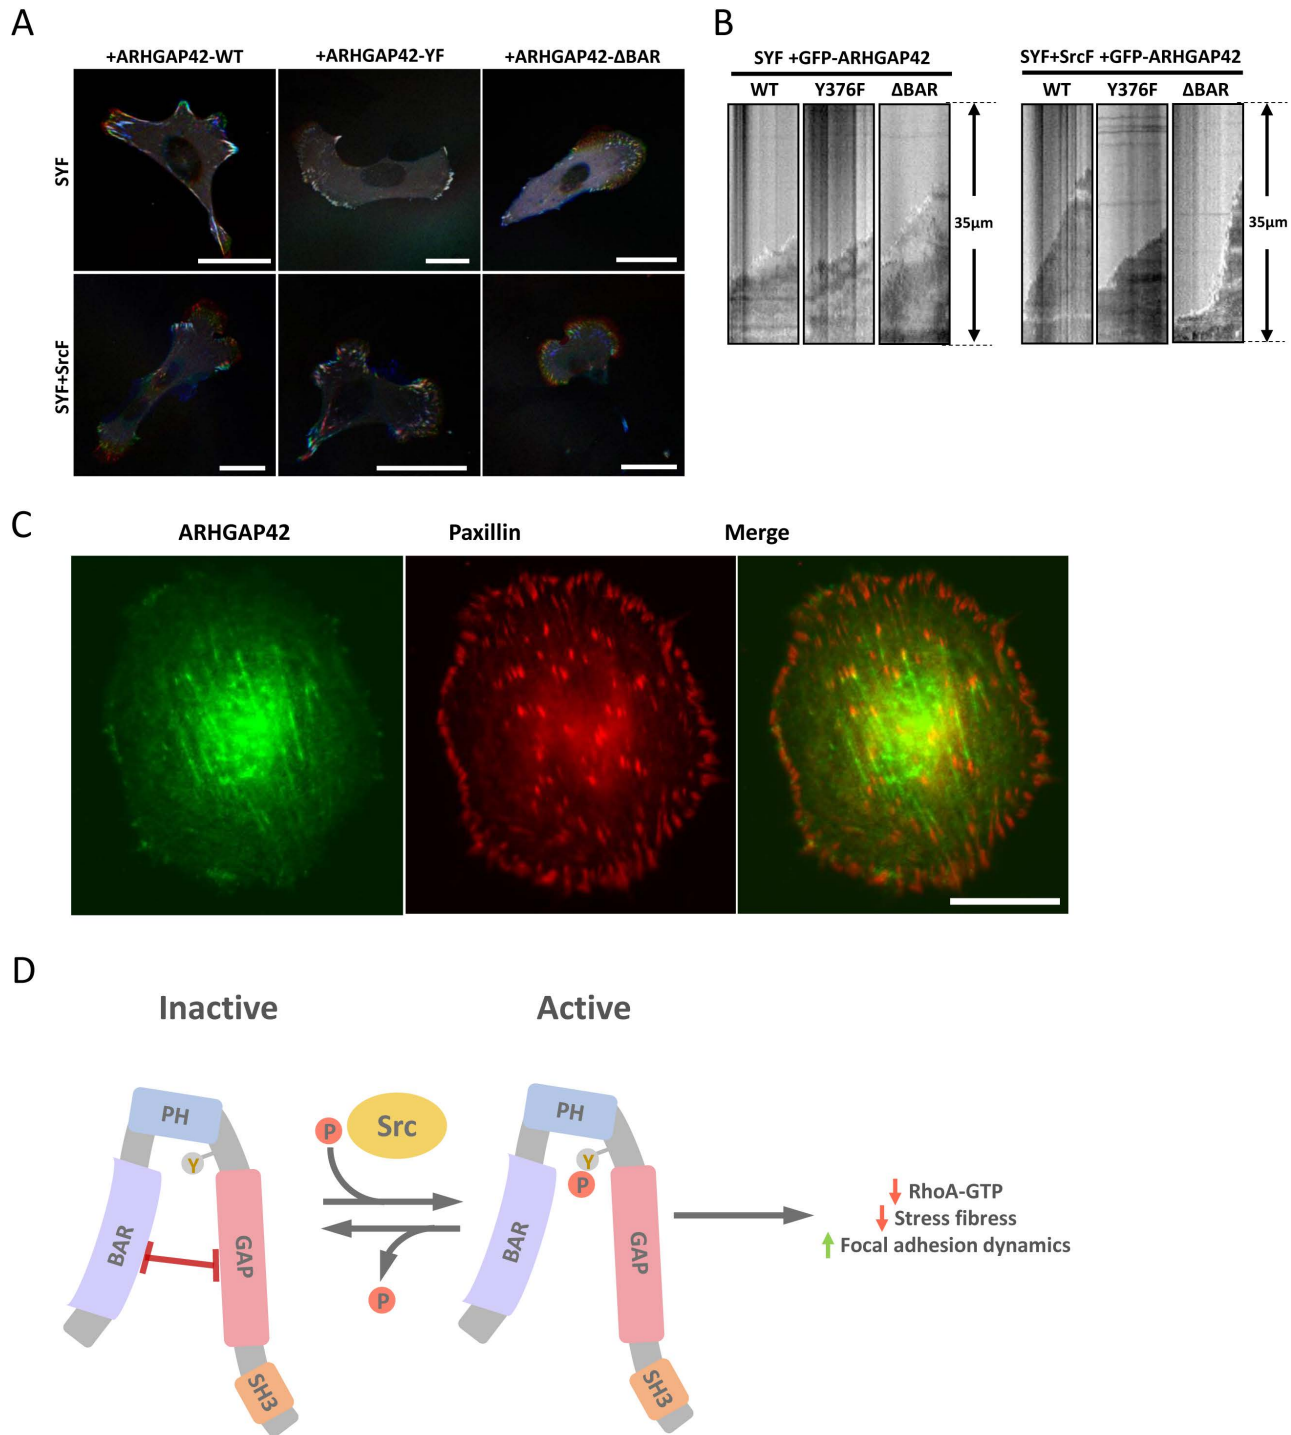 A
+ARHGAP42-WT
+ARHGAP42-YF
+ARHGAP42-ΔBAR
SYF
SYF+SrcF
B
SYF +GFP-ARHGAP42
WT
Y376F
ΔBAR
35μm
SYF+SrcF +GFP-ARHGAP42
WT
Y376F
ΔBAR
35μm
C
ARHGAP42
Paxillin
Merge
D
Inactive
Active
PH
Y
BAR
GAP
SH3
P
Src
P
PH
Y
P
BAR
GAP
SH3
RhoA-GTP
Stress fibress
Focal adhesion dynamics